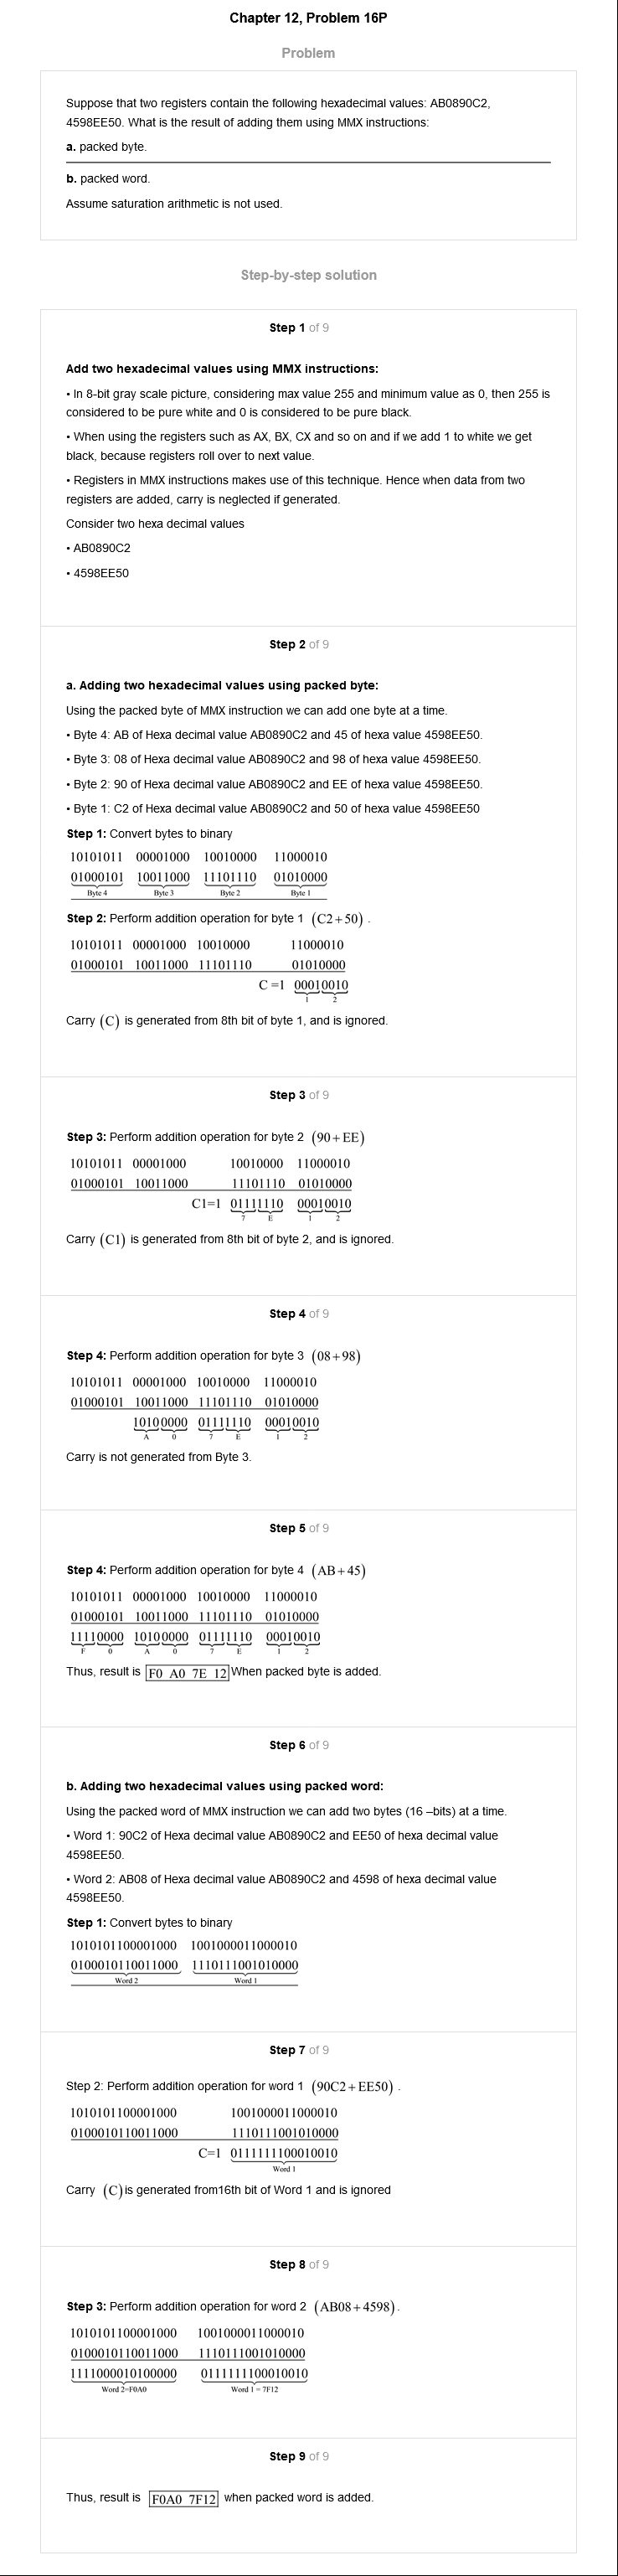 Chapter 12, Problem 16P
Problem
Suppose that two registers contain the following hexadecimal values: AB0890C2,
4598EE50. What is the result of adding them using MMX instructions:
a. packed byte.
b. packed word.
Assume saturation arithmetic is not used.
Step-by-step solution
Step 1 of 9
Add two hexadecimal values using MMX instructions:
• In 8-bit gray scale picture, considering max value 255 and minimum value as 0, then 255 is
considered to be pure white and 0 is considered to be pure black.
• When using the registers such as AX, BX, CX and so on and if we add 1 to white we get
black, because registers roll over to next value.
• Registers in MMX instructions makes use of this technique. Hence when data from two
registers are added, carry is neglected if generated.
Consider two hexa decimal values
• AB0890C2
• 4598EE50
Step 2 of 9
a. Adding two hexadecimal values using packed byte:
Using the packed byte of MMX instruction we can add one byte at a time.
• Byte 4: AB of Hexa decimal value AB0890C2 and 45 of hexa value 4598EE50.
• Byte 3: 08 of Hexa decimal value AB0890C2 and 98 of hexa value 4598EE50.
• Byte 2: 90 of Hexa decimal value AB0890C2 and EE of hexa value 4598EE50.
• Byte 1: C2 of Hexa decimal value AB0890C2 and 50 of hexa value 4598EE50
Step 1: Convert bytes to binary
10101011 00001000 10010000 11000010
01000101 10011000 11101110 01010000
Byte 4 Byte 3 Byte 2 Byte 1
Step 2: Perform addition operation for byte 1 (C2+50) .
10101011 00001000 10010000 11000010
01000101 10011000 11101110 01010000
C =1 00010010
1 2
Carry (C) is generated from 8th bit of byte 1, and is ignored.
Step 3 of 9
Step 3: Perform addition operation for byte 2 (90+EE)
10101011 00001000 10010000 11000010
01000101 10011000 11101110 01010000
C1=1 01111110 00010010
7 E 1 2
Carry (C1) is generated from 8th bit of byte 2, and is ignored.
Step 4 of 9
Step 4: Perform addition operation for byte 3 (08+98)
10101011 00001000 10010000 11000010
01000101 10011000 11101110 01010000
10100000 01111110 00010010
A 0 7 E 1 2
Carry is not generated from Byte 3.
Step 5 of 9
Step 4: Perform addition operation for byte 4 (AB+45)
10101011 00001000 10010000 11000010
01000101 10011000 11101110 01010000
11110000 10100000 01111110 00010010
F 0 A 0 7 E 1 2
Thus, result is F0 A0 7E 12 When packed byte is added.
Step 6 of 9
b. Adding two hexadecimal values using packed word:
Using the packed word of MMX instruction we can add two bytes (16 –bits) at a time.
• Word 1: 90C2 of Hexa decimal value AB0890C2 and EE50 of hexa decimal value
4598EE50.
• Word 2: AB08 of Hexa decimal value AB0890C2 and 4598 of hexa decimal value
4598EE50.
Step 1: Convert bytes to binary
1010101100001000 1001000011000010
0100010110011000 1110111001010000
Word 2 Word 1
Step 7 of 9
Step 2: Perform addition operation for word 1 (90C2+EE50) .
1010101100001000 1001000011000010
0100010110011000 1110111001010000
C=1 0111111100010010
Word 1
Carry (C) is generated from16th bit of Word 1 and is ignored
Step 8 of 9
Step 3: Perform addition operation for word 2 (AB08+4598).
1010101100001000 1001000011000010
0100010110011000 1110111001010000
1111000010100000 0111111100010010
Word 2=F0A0 Word 1 = 7F12
Step 9 of 9
Thus, result is F0A0 7F12 when packed word is added.